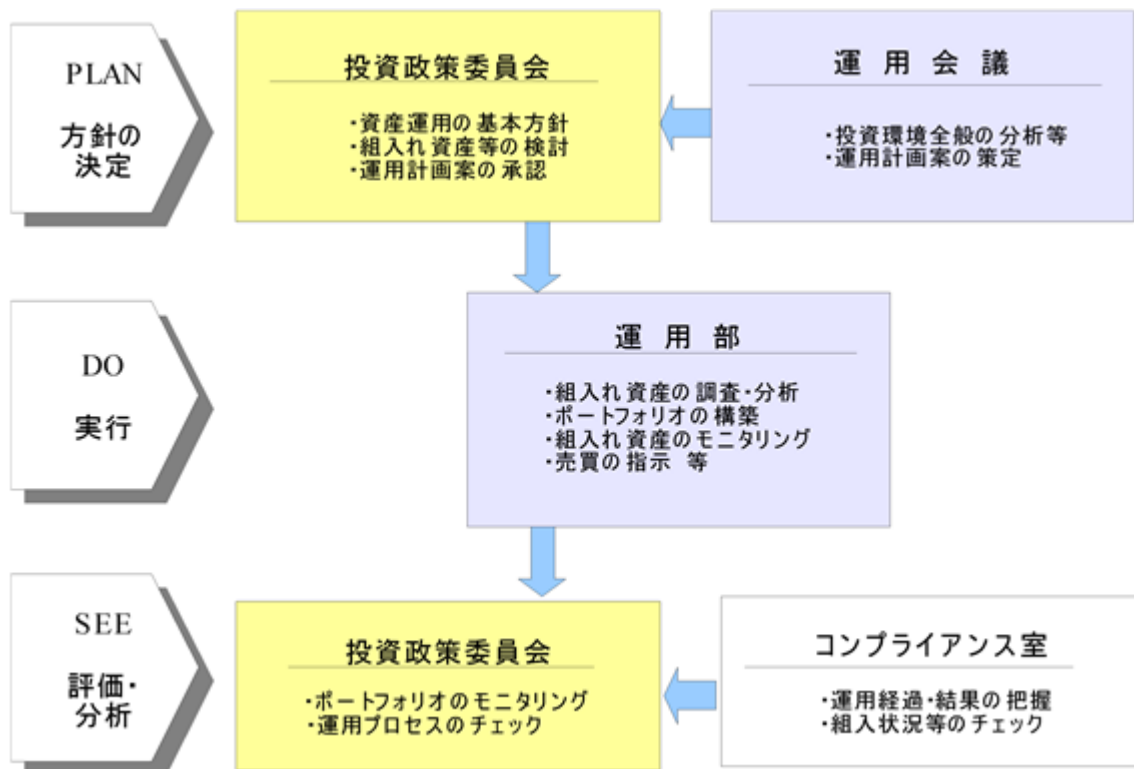 PLAN
方針の
決定
投資政策委員会
・資産運用の基本方針
・組入れ資産等の検討
・運用計画案の承認
運用会議
・投資環境全般の分析等
・運用計画案の策定
DO
実行
運用部
・組入れ資産の調査・分析
・ポートフォリオの構築
・組入れ資産のモニタリング
・売買の指示 等
SEE
評価・
分析
投資政策委員会
・ポートフォリオのモニタリング
・運用プロセスのチェック
コンプライアンス室
・運用経過・結果の把握
・組入状況等のチェック